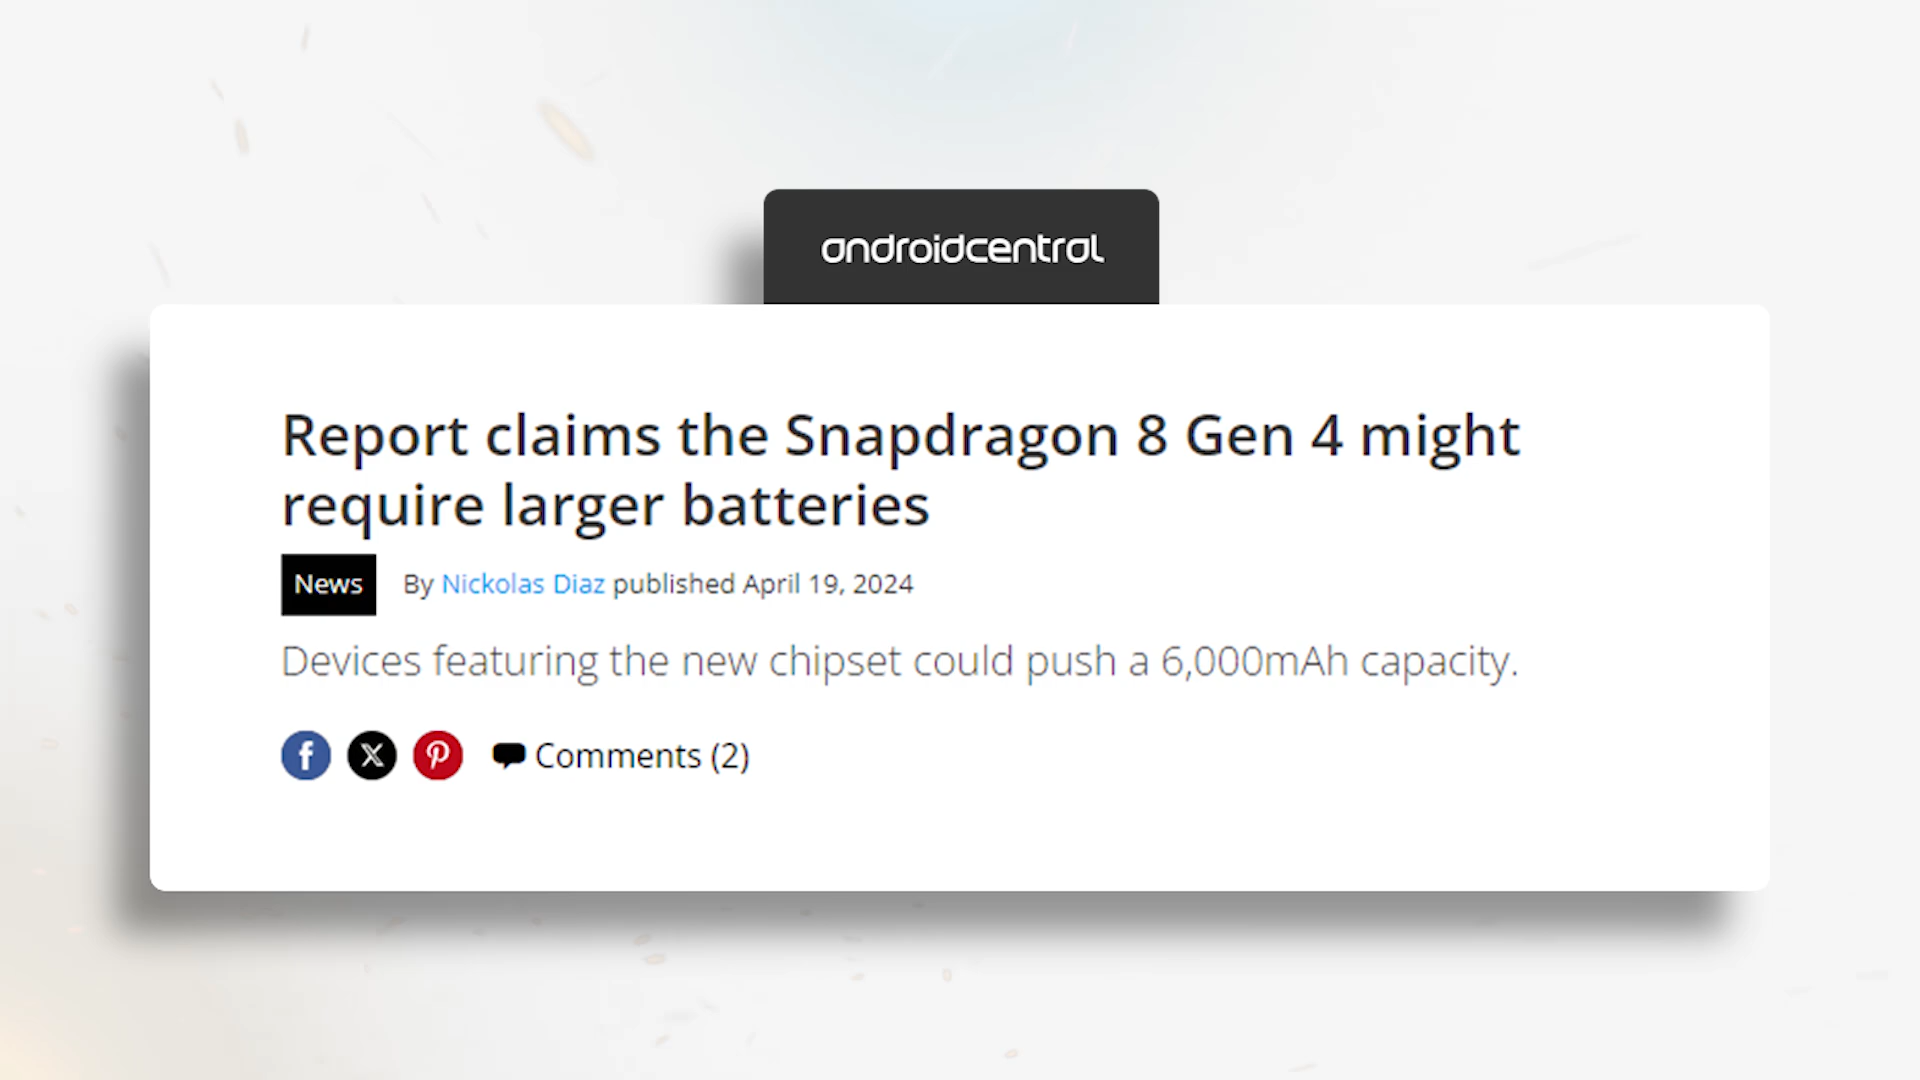 androidcentral
Report claims the Snapdragon 8 Gen 4 might
require larger batteries
News By Nickolas Diaz published April 19, 2024
Devices featuring the new chipset could push a 6,000mAh capacity.
Comments (2)